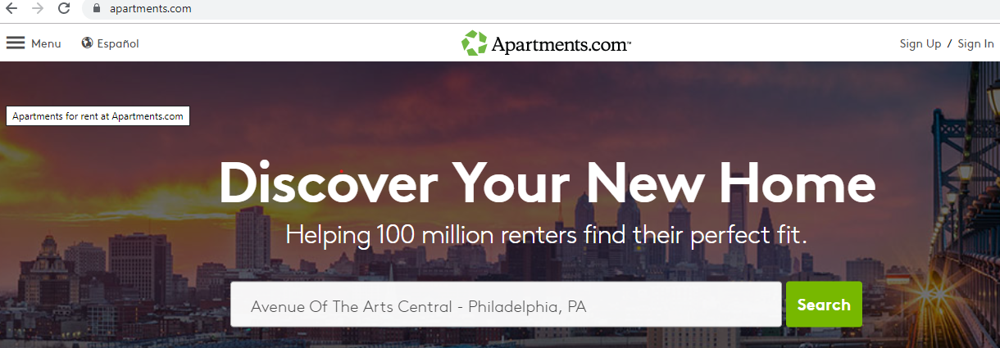 apartments.com
Menu Español Apartments.com™ Sign Up / Sign In
Apartments for rent at Apartments.com
Discover Your New Home
Helping 100 million renters find their perfect fit.
Avenue Of The Arts Central - Philadelphia, PA Search